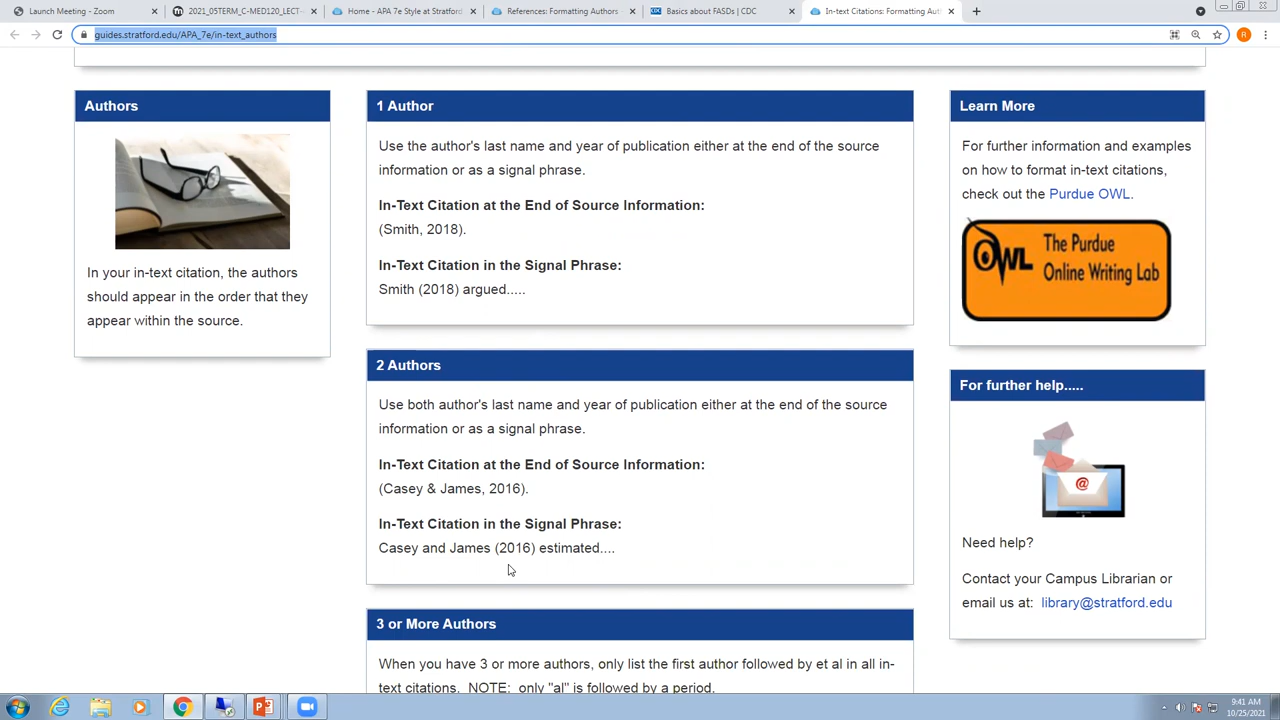 Launch Meeting - Zoom
2021_05TERM_C-MED120_LECT-
Home - APA 7e Style at Stratford
References: Formatting Authors
Basics about FASDs | CDC
In-text Citations: Formatting Aut
guides.stratford.edu/APA_7e/in-text_authors
R
Authors
In your in-text citation, the authors
should appear in the order that they
appear within the source.
1 Author
Use the author's last name and year of publication either at the end of the source
information or as a signal phrase.
In-Text Citation at the End of Source Information:
(Smith, 2018).
In-Text Citation in the Signal Phrase:
Smith (2018) argued.....
2 Authors
Use both author's last name and year of publication either at the end of the source
information or as a signal phrase.
In-Text Citation at the End of Source Information:
(Casey & James, 2016).
In-Text Citation in the Signal Phrase:
Casey and James (2016) estimated....
3 or More Authors
When you have 3 or more authors, only list the first author followed by et al in all in-
text citations. NOTE: only "al" is followed by a period.
Learn More
For further information and examples
on how to format in-text citations,
check out the Purdue OWL.
OWL
The Purdue
Online Writing Lab
For further help.....
@
Need help?
Contact your Campus Librarian or
email us at: library@stratford.edu
9:41 AM
10/25/2021